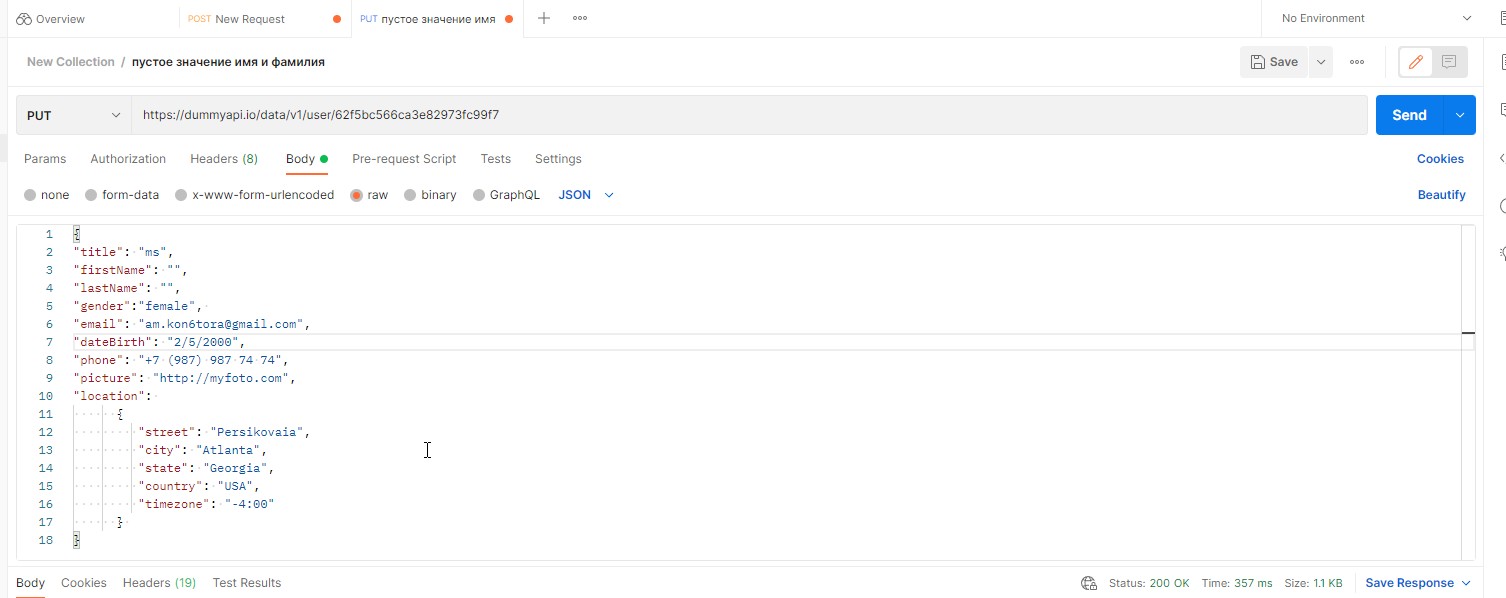 Overview POST New Request PUT пустое значение имя No Environment
New Collection / пустое значение имя и фамилия Save
PUT https://dummyapi.io/data/v1/user/62f5bc566ca3e82973fc99f7 Send
Params Authorization Headers (8) Body Pre-request Script Tests Settings Cookies
none form-data x-www-form-urlencoded raw binary GraphQL JSON Beautify
1 {
2 "title": "ms",
3 "firstName": "",
4 "lastName": "",
5 "gender":"female",
6 "email": "am.kon6tora@gmail.com",
7 "dateBirth": "2/5/2000",
8 "phone": "+7 (987) 987 74 74",
9 "picture": "http://myfoto.com",
10 "location":
11 {
12 "street": "Persikovaia",
13 "city": "Atlanta",
14 "state": "Georgia",
15 "country": "USA",
16 "timezone": "-4:00"
17 }
18 }
Body Cookies Headers (19) Test Results Status: 200 OK Time: 357 ms Size: 1.1 KB Save Response